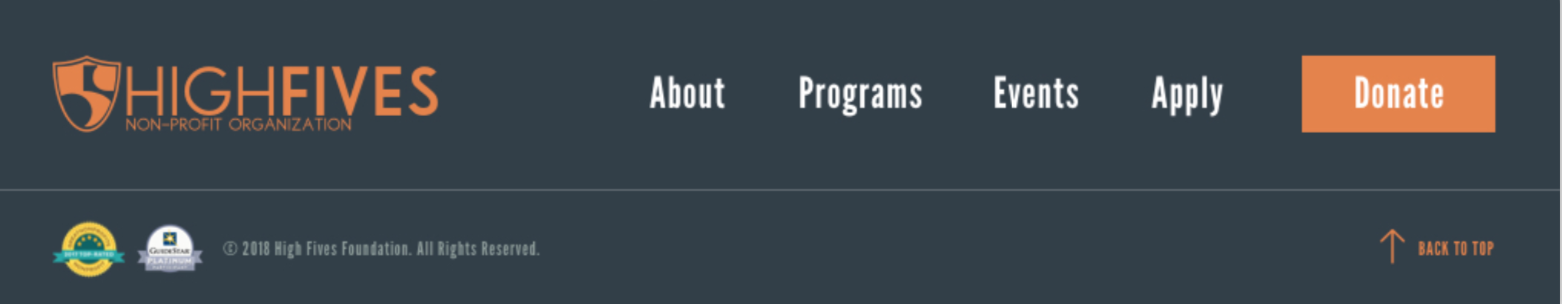 HIGHFIVES
NON-PROFIT ORGANIZATION
About
Programs
Events
Apply
Donate
2017 TOP-RATED
NONPROFIT
GUIDESTAR
PLATINUM
© 2018 High Fives Foundation. All Rights Reserved.
BACK TO TOP